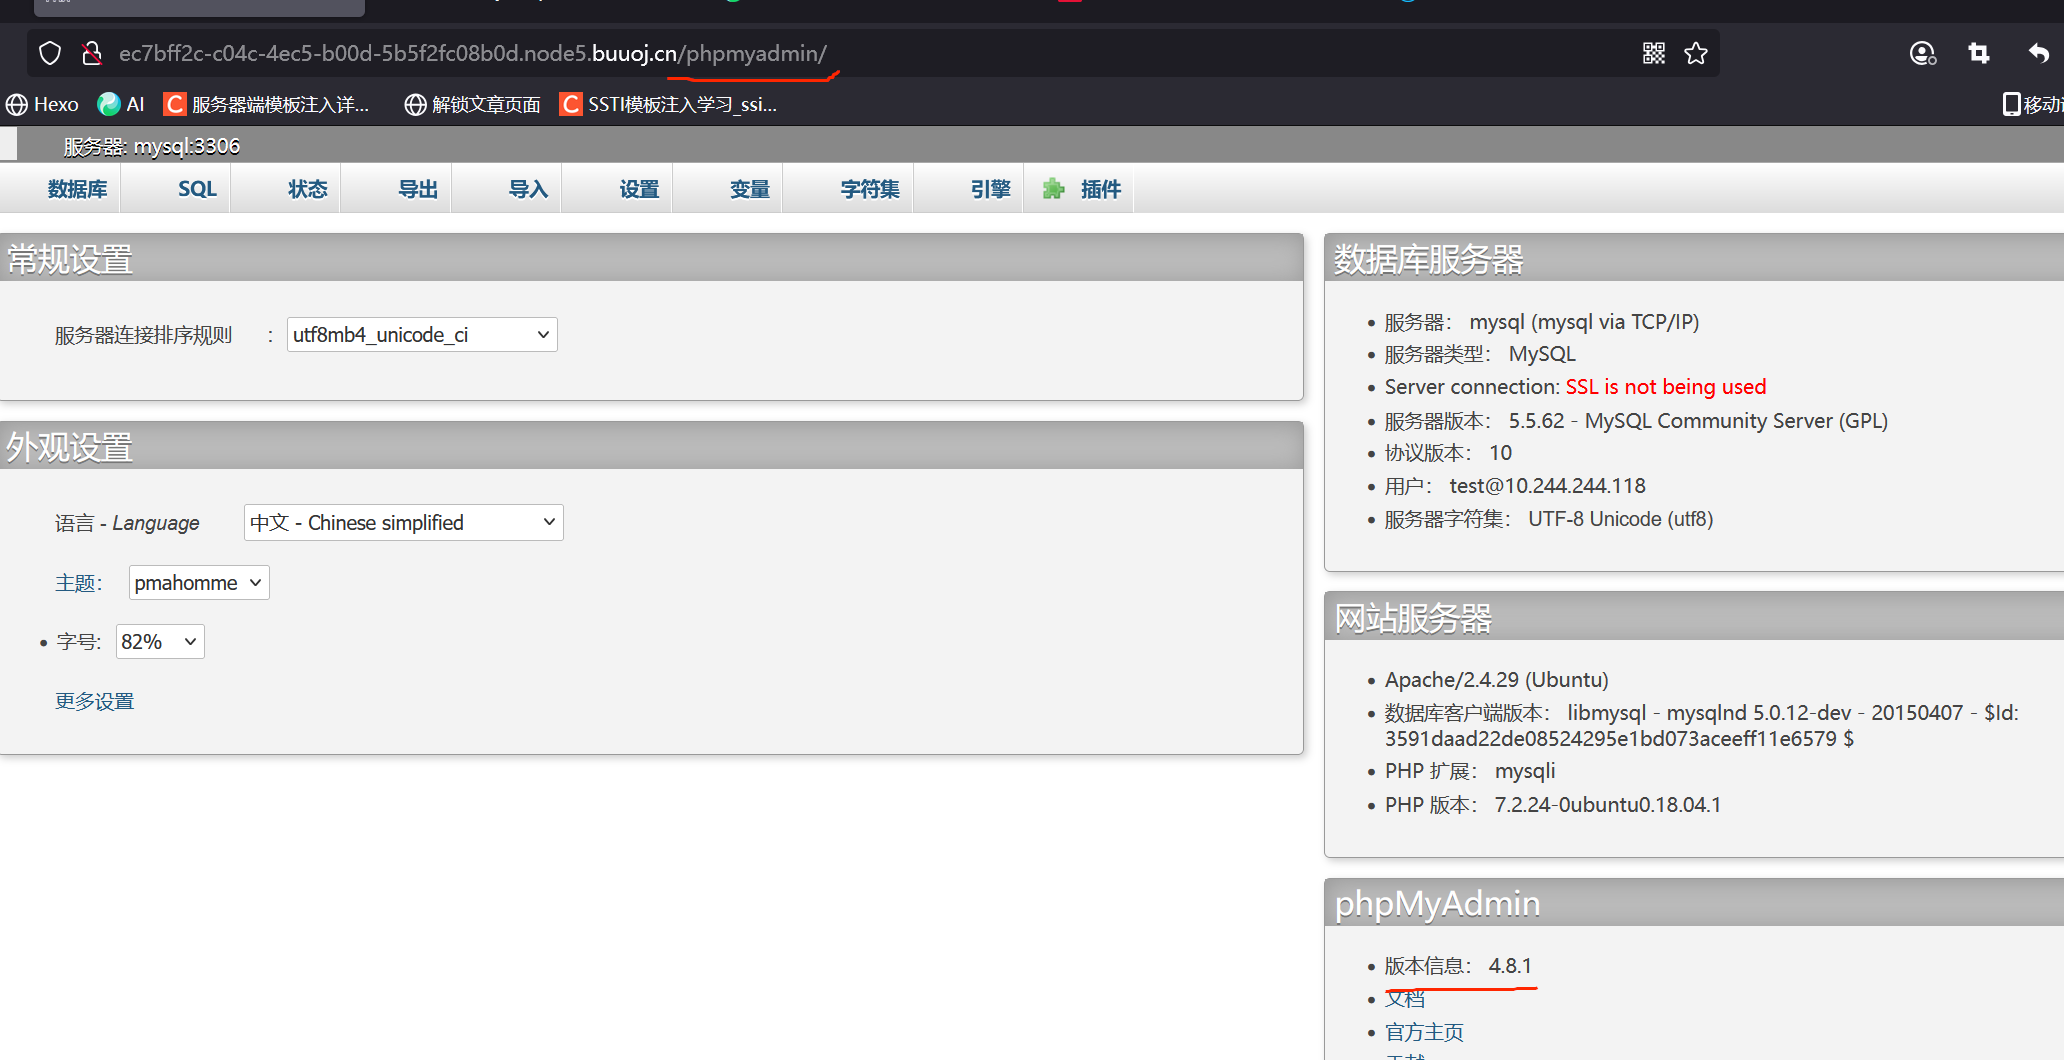 ec7bff2c-c04c-4ec5-b00d-5b5f2fc08b0d.node5.buuoj.cn/phpmyadmin/
Hexo AI 服务器端模板注入详... 解锁文章页面 SSTI模板注入学习_ssi... 移动
服务器: mysql:3306
数据库 SQL 状态 导出 导入 设置 变量 字符集 引擎 插件
常规设置
服务器连接排序规则 : utf8mb4_unicode_ci
外观设置
语言 - Language 中文 - Chinese simplified
主题: pmahomme
• 字号: 82%
更多设置
数据库服务器
• 服务器: mysql (mysql via TCP/IP)
• 服务器类型: MySQL
• Server connection: SSL is not being used
• 服务器版本: 5.5.62 - MySQL Community Server (GPL)
• 协议版本: 10
• 用户: test@10.244.244.118
• 服务器字符集: UTF-8 Unicode (utf8)
网站服务器
• Apache/2.4.29 (Ubuntu)
• 数据库客户端版本: libmysql - mysqlnd 5.0.12-dev - 20150407 - $Id:
3591daad22de08524295e1bd073aceeff11e6579 $
• PHP 扩展: mysqli
• PHP 版本: 7.2.24-0ubuntu0.18.04.1
phpMyAdmin
• 版本信息: 4.8.1
• 文档
• 官方主页